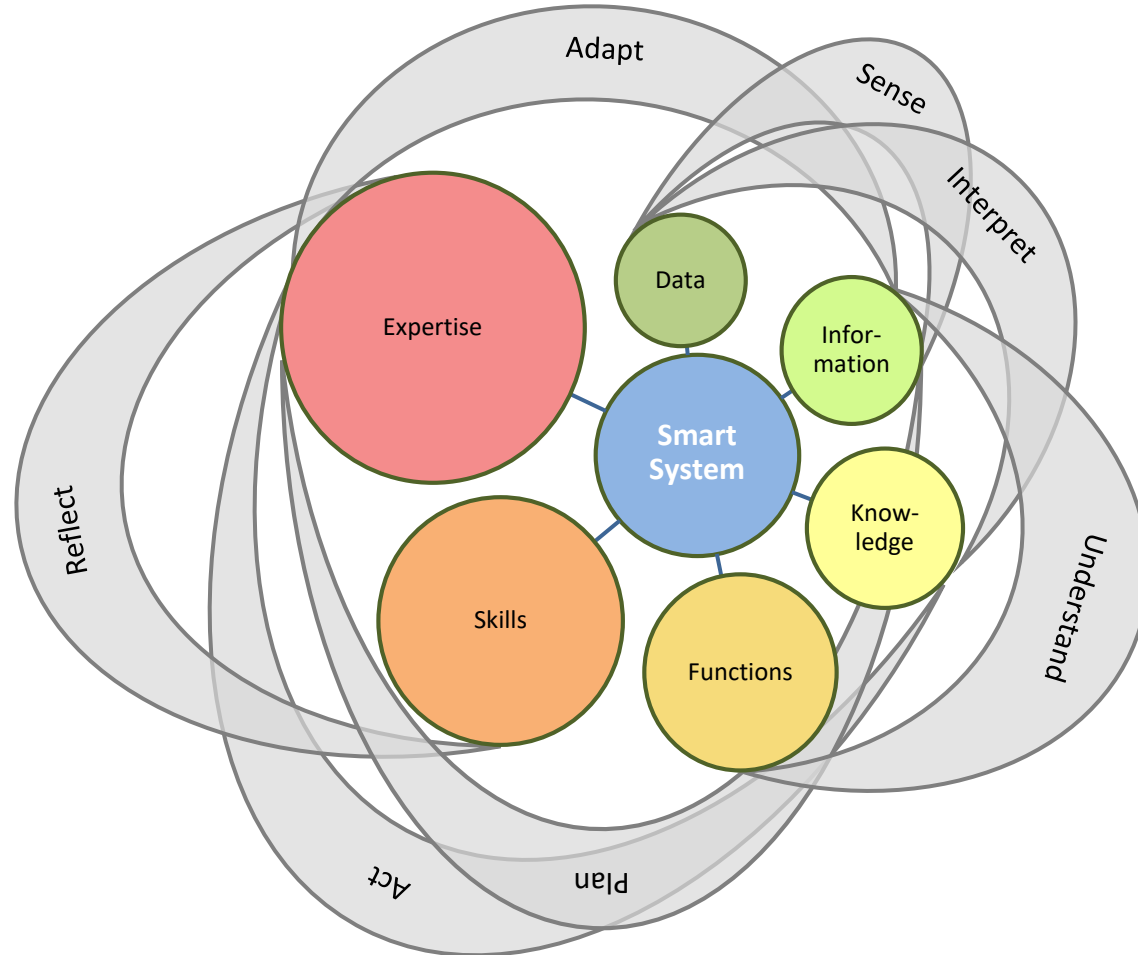 Adapt
Sense
Interpret
Data
Expertise
Infor-
mation
Smart
System
Know-
ledge
Reflect
Understand
Skills
Functions
Act
Plan